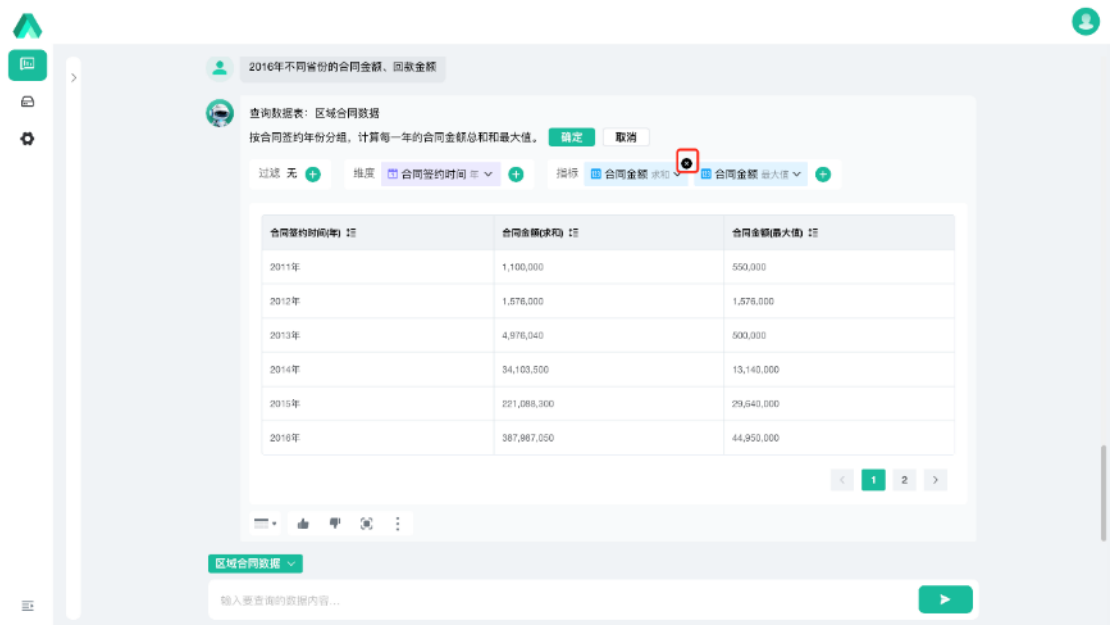 2016年不同省份的合同金额、回款金额
查询数据表：区域合同数据
按合同签约年份分组，计算每一年的合同金额总和和最大值。 确定 取消
过滤 无 维度 合同签约时间 年 指标 合同金额 求和 合同金额 最大值
合同签约时间(年) 合同金额(求和) 合同金额(最大值)
2011年 1,100,000 550,000
2012年 1,576,000 1,576,000
2013年 4,976,040 500,000
2014年 34,103,500 13,140,000
2015年 221,088,300 29,640,000
2016年 387,987,050 44,950,000
1 2
区域合同数据
输入要查询的数据内容...